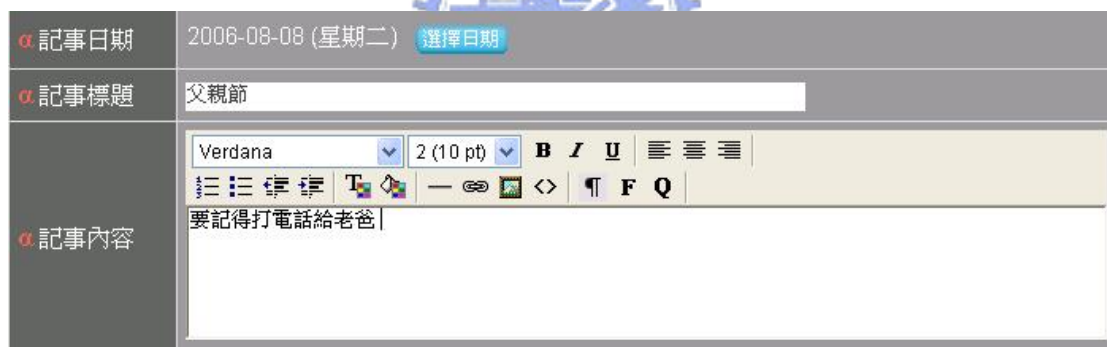 α記事日期 2006-08-08 (星期二) 選擇日期
α記事標題 父親節
Verdana 2 (10 pt) B I U
T ¶ F Q
α記事內容 要記得打電話給老爸